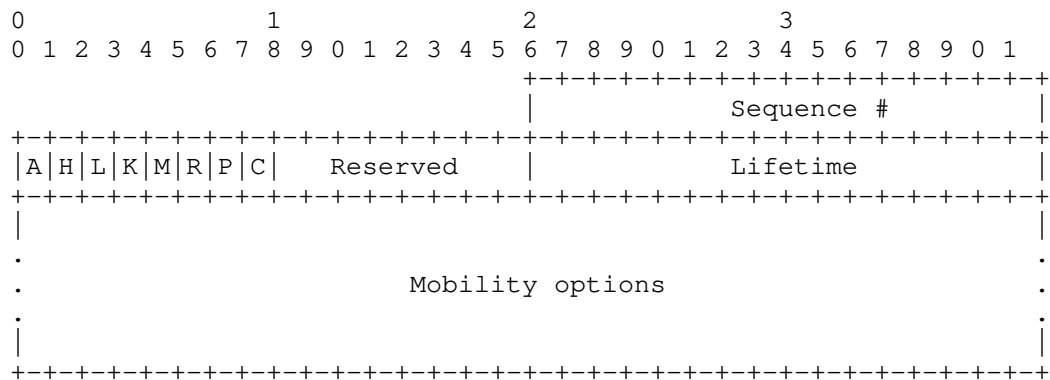 0                   1                   2                   3
0 1 2 3 4 5 6 7 8 9 0 1 2 3 4 5 6 7 8 9 0 1 2 3 4 5 6 7 8 9 0 1
                                +-+-+-+-+-+-+-+-+-+-+-+-+-+-+-+-+
                                |          Sequence #           |
+-+-+-+-+-+-+-+-+-+-+-+-+-+-+-+-+-+-+-+-+-+-+-+-+-+-+-+-+-+-+-+-+
|A|H|L|K|M|R|P|C|   Reserved    |           Lifetime            |
+-+-+-+-+-+-+-+-+-+-+-+-+-+-+-+-+-+-+-+-+-+-+-+-+-+-+-+-+-+-+-+-+
|                                                               |
.                                                               .
.                        Mobility options                       .
.                                                               .
|                                                               |
+-+-+-+-+-+-+-+-+-+-+-+-+-+-+-+-+-+-+-+-+-+-+-+-+-+-+-+-+-+-+-+-+